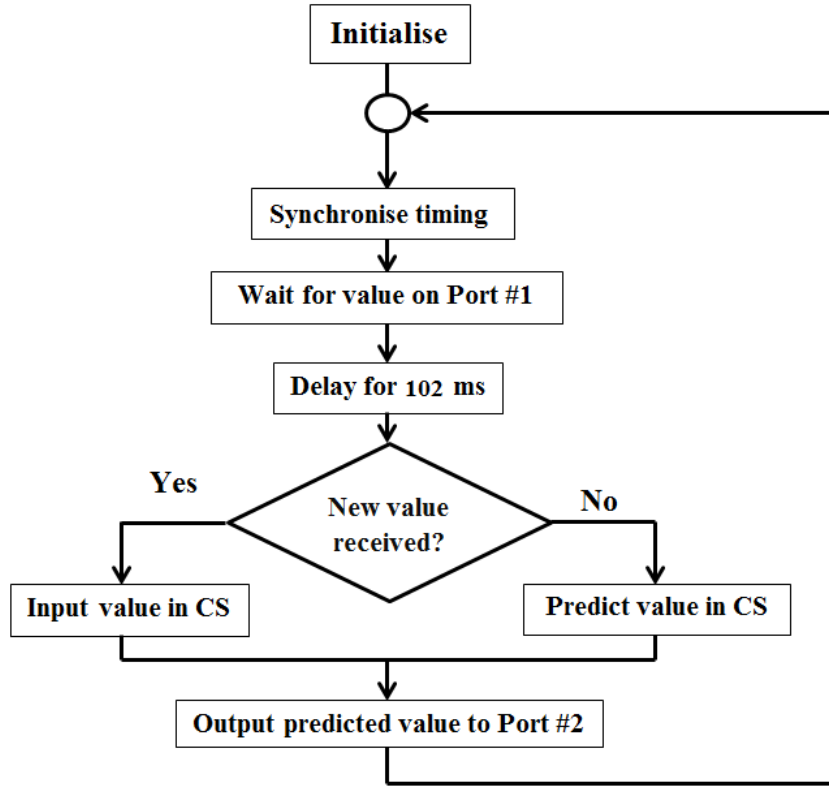 Initialise
Synchronise timing
Wait for value on Port #1
Delay for 102 ms
Yes
New value
received?
No
Input value in CS
Predict value in CS
Output predicted value to Port #2